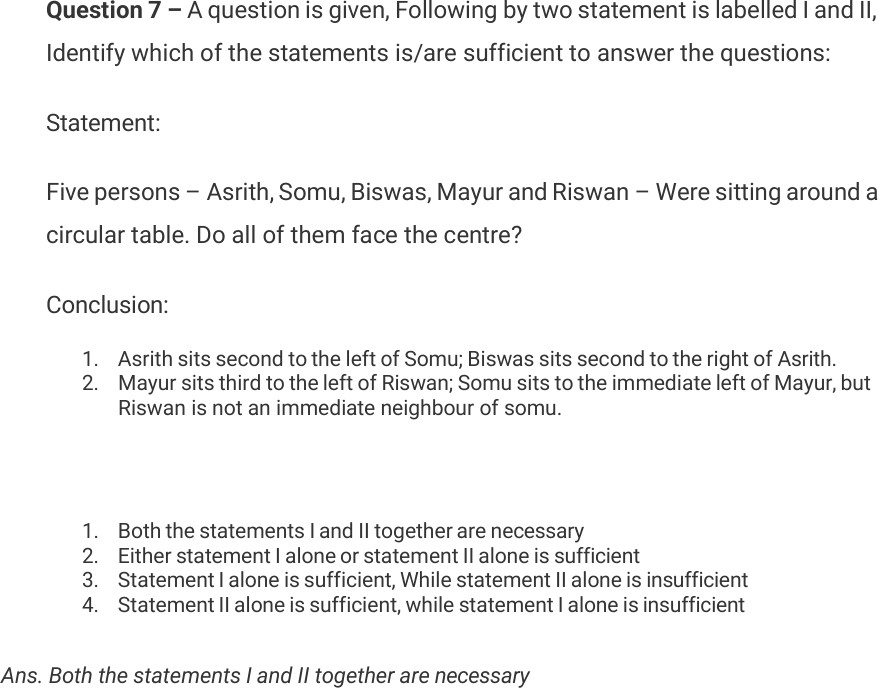 Question 7 – A question is given, Following by two statement is labelled I and II,
Identify which of the statements is/are sufficient to answer the questions:
Statement:
Five persons – Asrith, Somu, Biswas, Mayur and Riswan – Were sitting around a
circular table. Do all of them face the centre?
Conclusion:
1. Asrith sits second to the left of Somu; Biswas sits second to the right of Asrith.
2. Mayur sits third to the left of Riswan; Somu sits to the immediate left of Mayur, but
Riswan is not an immediate neighbour of somu.
1. Both the statements I and II together are necessary
2. Either statement I alone or statement II alone is sufficient
3. Statement I alone is sufficient, While statement II alone is insufficient
4. Statement II alone is sufficient, while statement I alone is insufficient
Ans. Both the statements I and II together are necessary